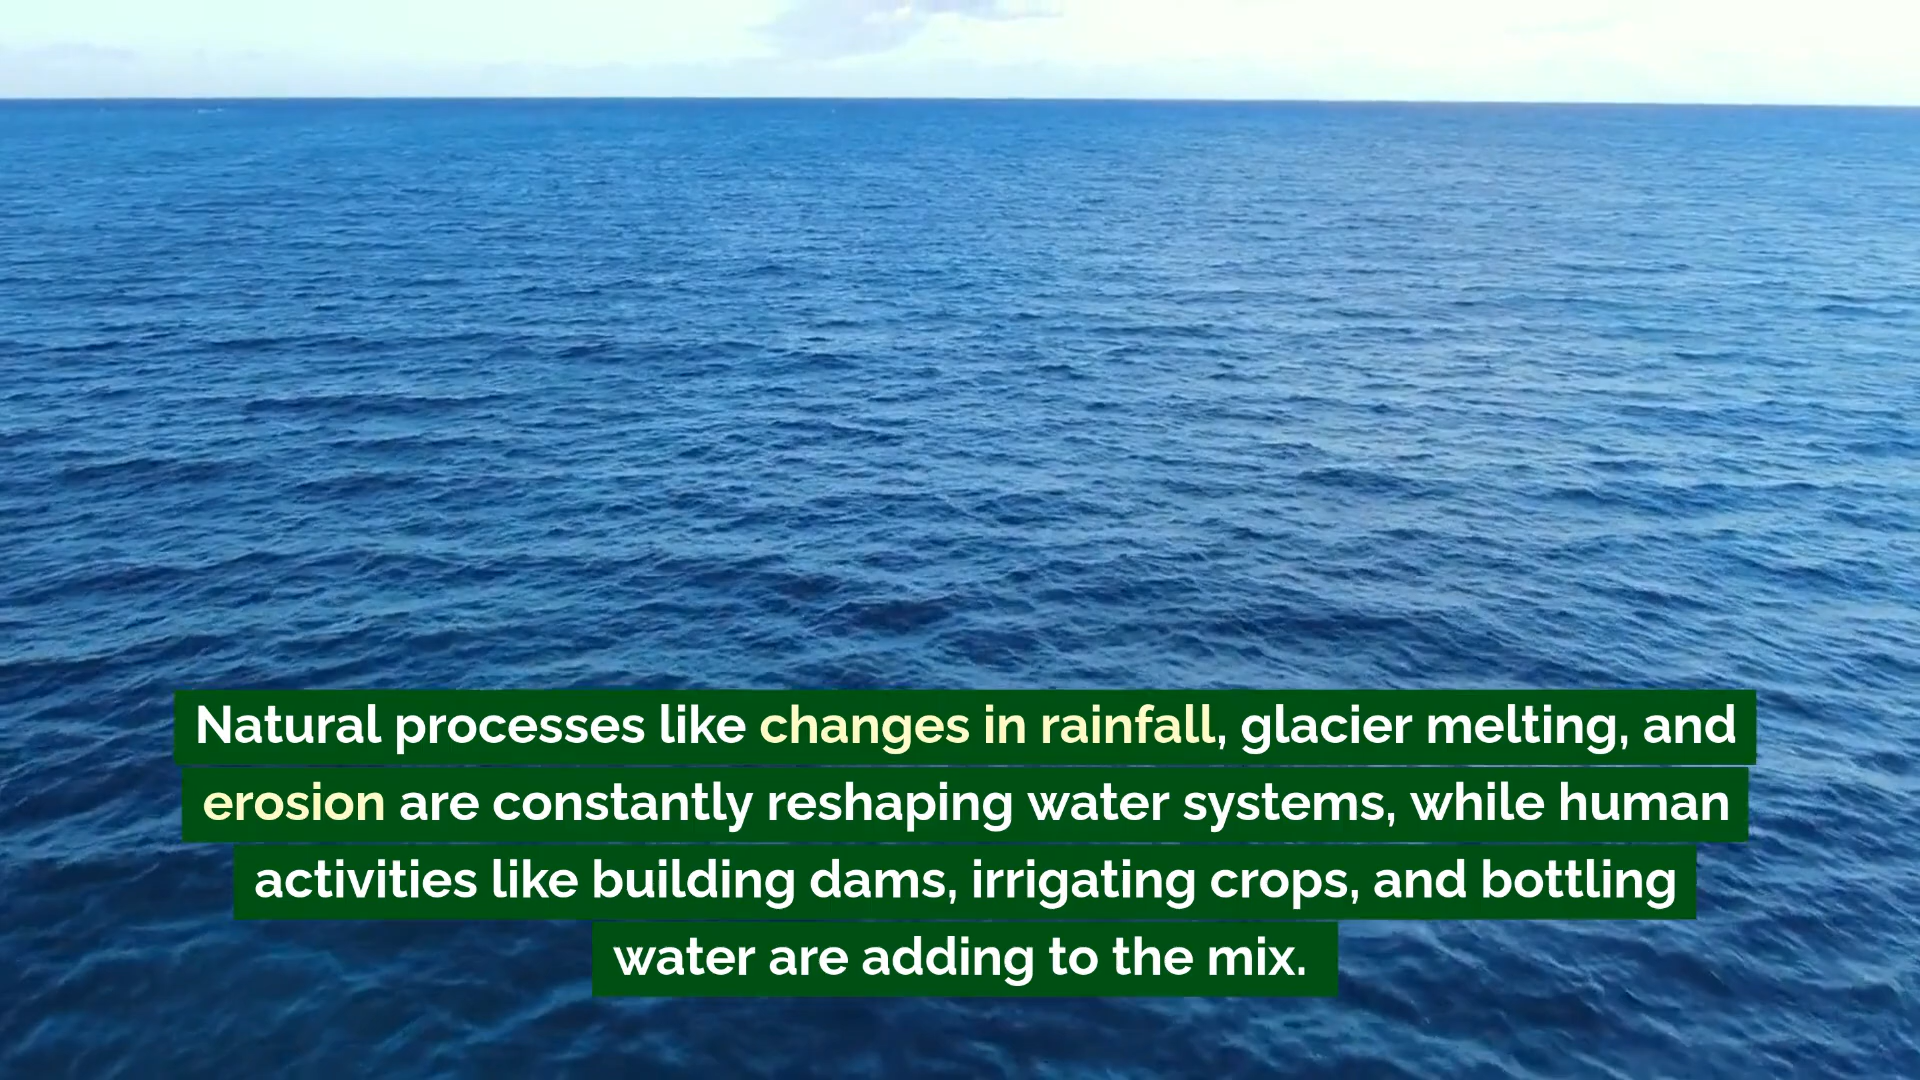 Natural processes like changes in rainfall, glacier melting, and
erosion are constantly reshaping water systems, while human
activities like building dams, irrigating crops, and bottling
water are adding to the mix.